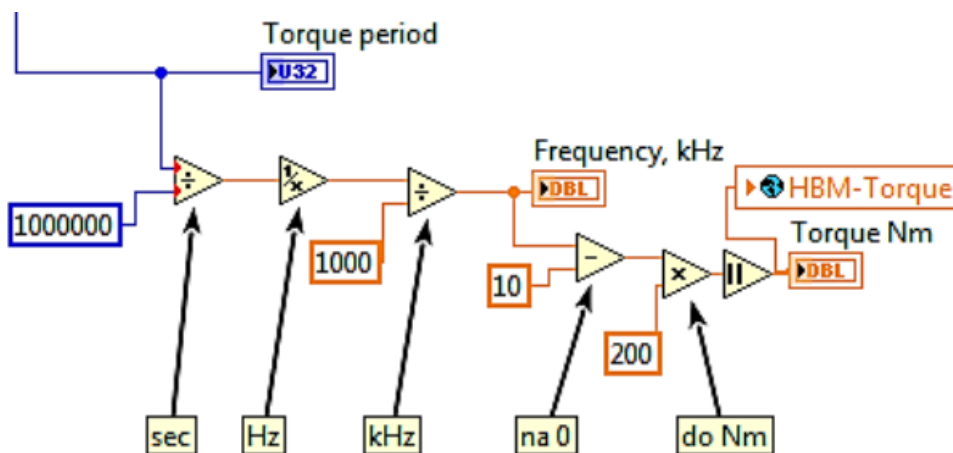 Torque period
U32
÷
1/x
÷
Frequency, kHz
DBL
HBM-Torque
1000000
1000
10
-
×
||
Torque Nm
DBL
200
sec
Hz
kHz
na 0
do Nm